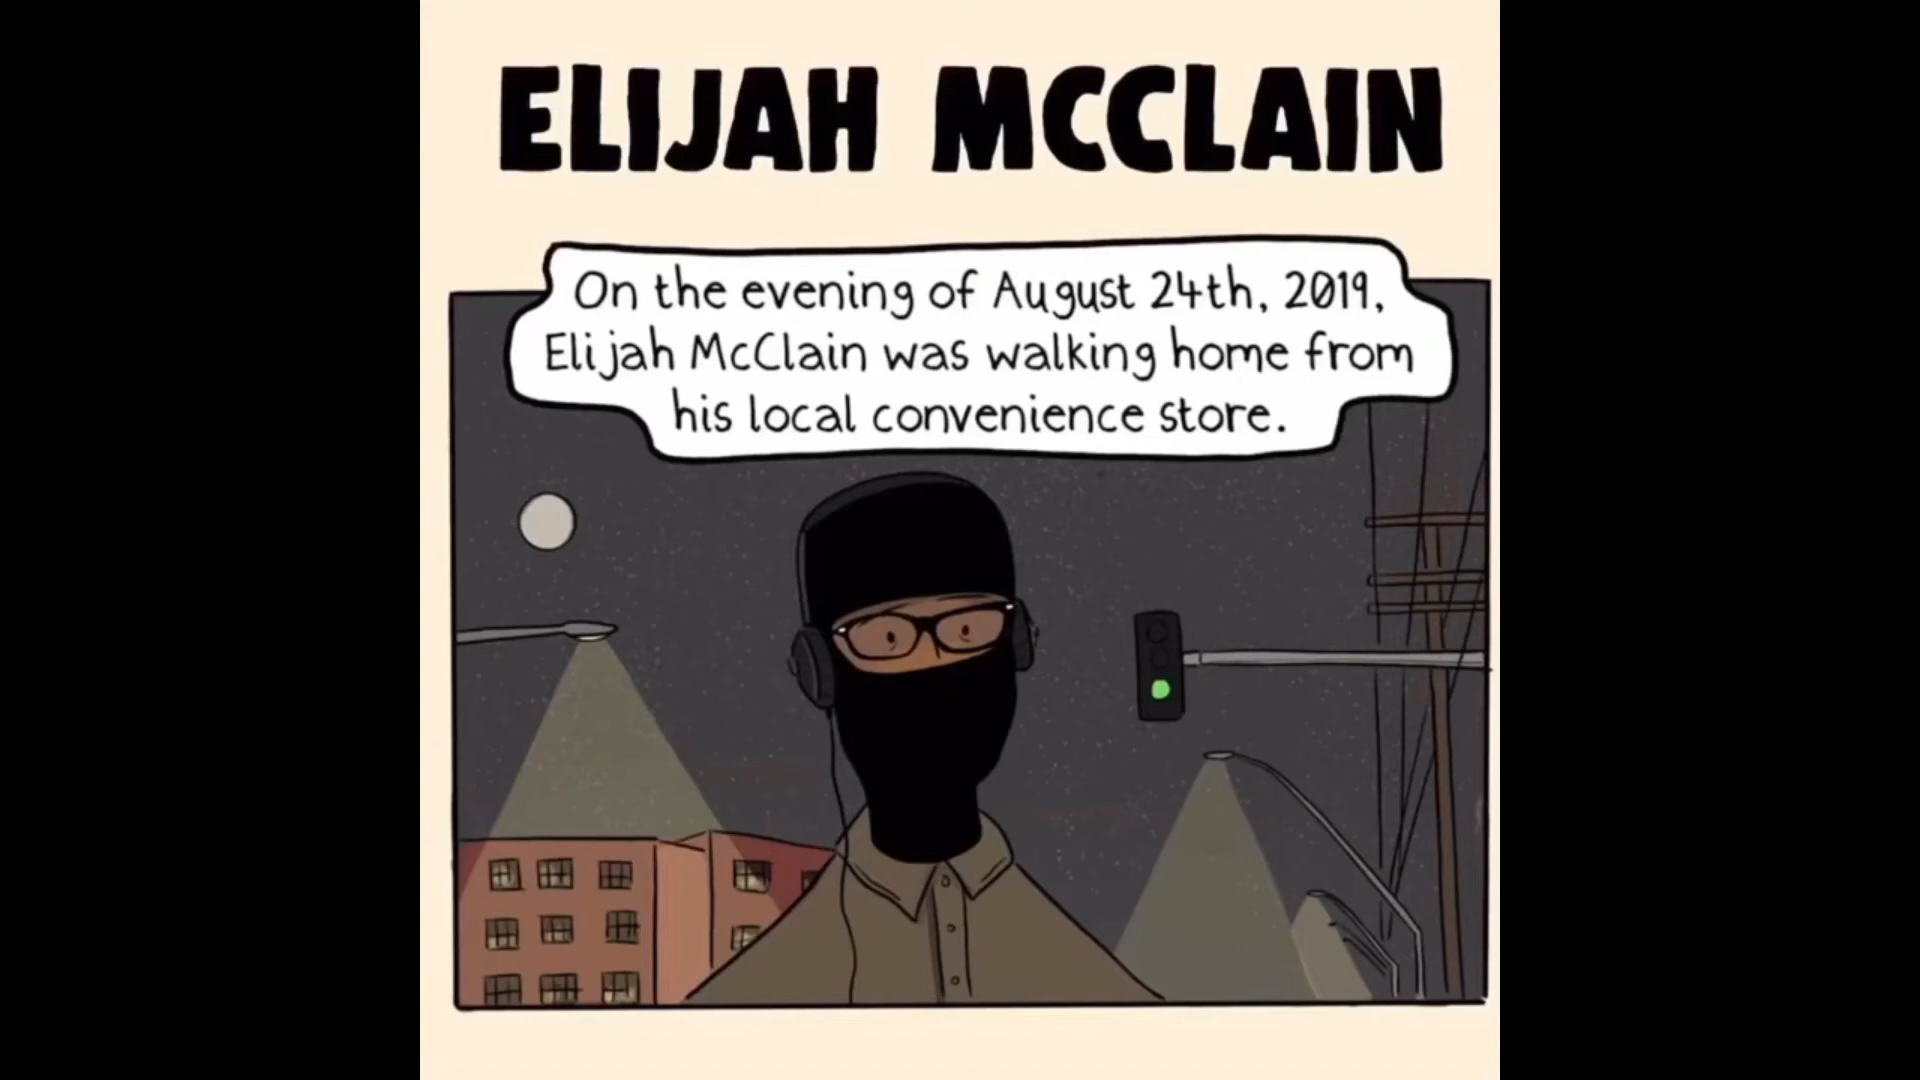 ELIJAH MCCLAIN
On the evening of August 24th, 2019,
Elijah McClain was walking home from
his local convenience store.